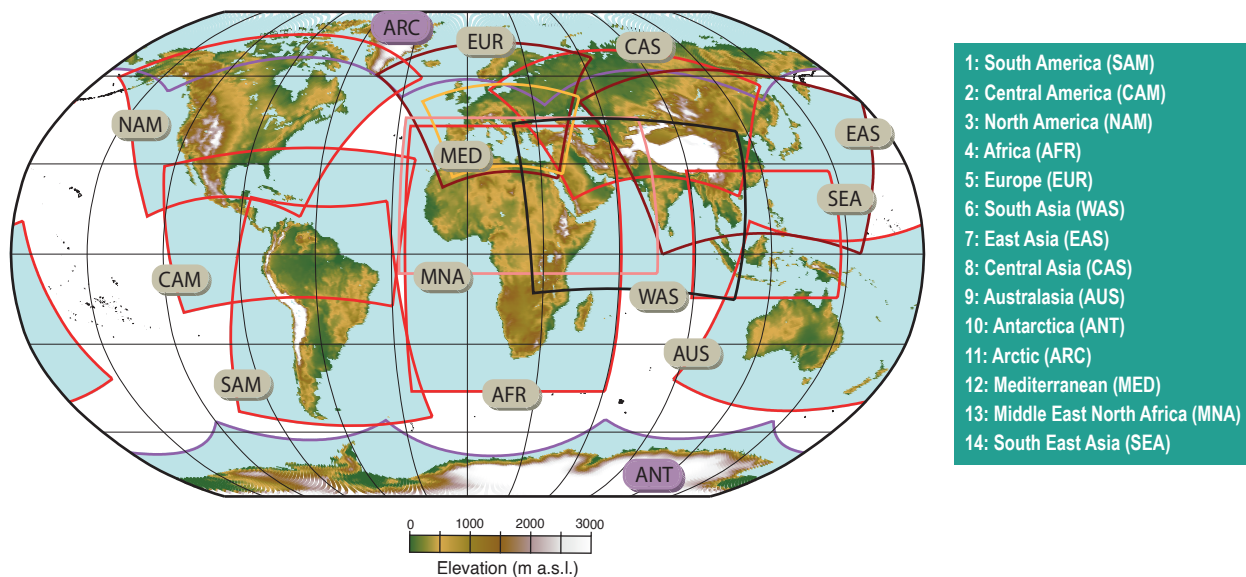 ARC
EUR
CAS
NAM
EAS
MED
SEA
CAM
MNA
WAS
AUS
SAM
AFR
ANT
0 1000 2000 3000
Elevation (m a.s.l.)
1: South America (SAM)
2: Central America (CAM)
3: North America (NAM)
4: Africa (AFR)
5: Europe (EUR)
6: South Asia (WAS)
7: East Asia (EAS)
8: Central Asia (CAS)
9: Australasia (AUS)
10: Antarctica (ANT)
11: Arctic (ARC)
12: Mediterranean (MED)
13: Middle East North Africa (MNA)
14: South East Asia (SEA)